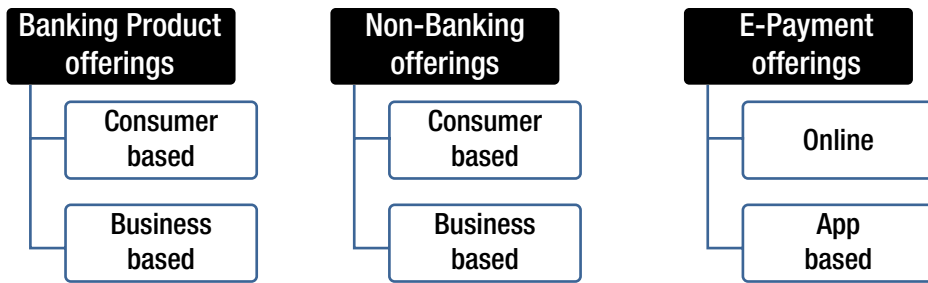 Banking Product
offerings
Consumer
based
Business
based
Non-Banking
offerings
Consumer
based
Business
based
E-Payment
offerings
Online
App
based